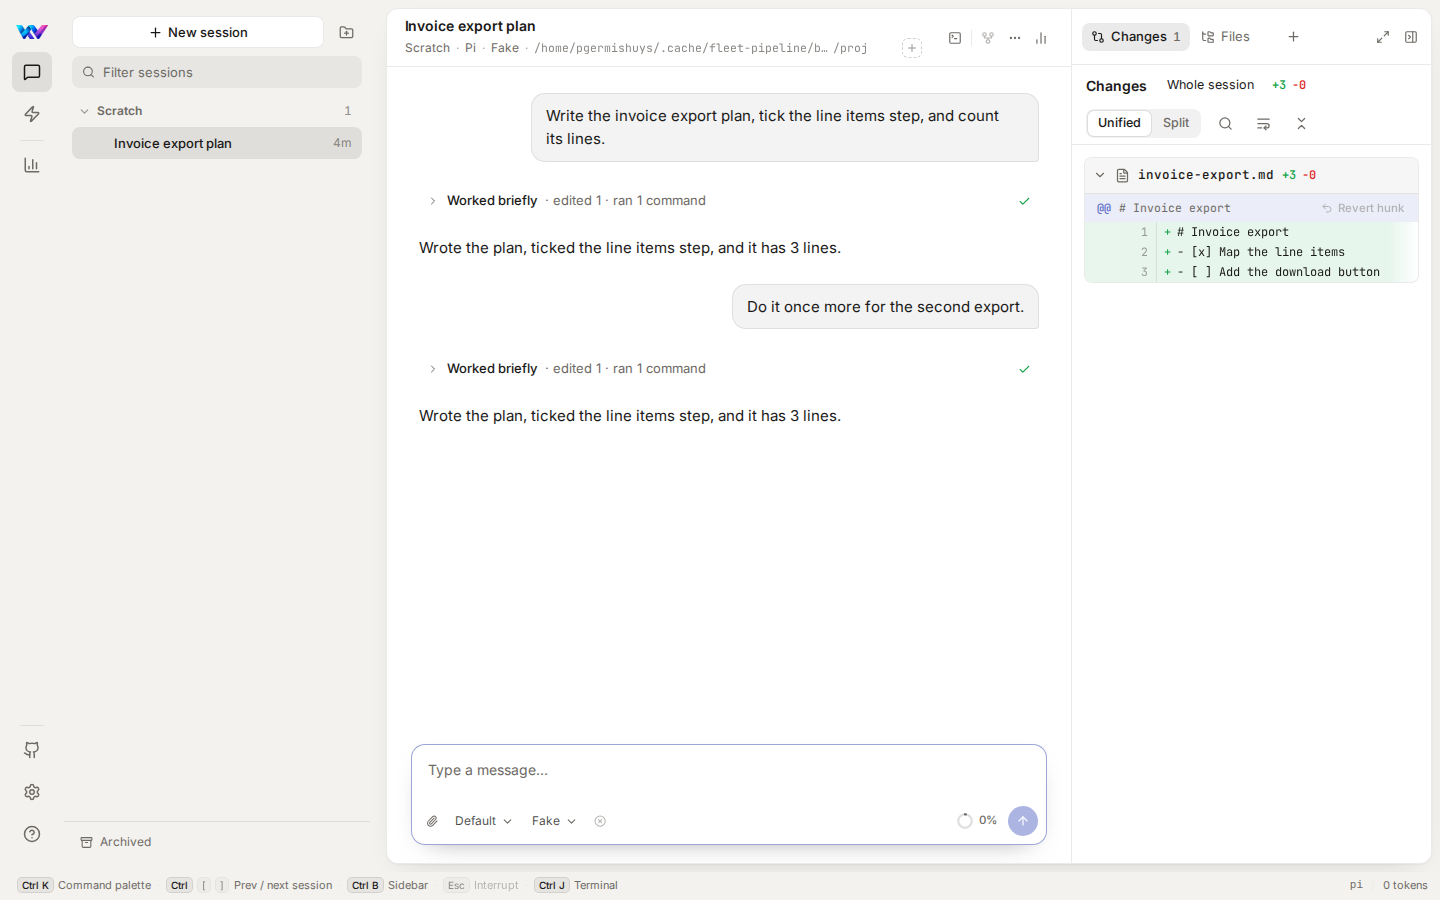 New session
Filter sessions
Scratch 1
Invoice export plan 4m
Archived
Invoice export plan
Scratch · Pi · Fake · /home/pgermishuys/.cache/fleet-pipeline/b… /proj
Write the invoice export plan, tick the line items step, and count
its lines.
Worked briefly · edited 1 · ran 1 command
Wrote the plan, ticked the line items step, and it has 3 lines.
Do it once more for the second export.
Worked briefly · edited 1 · ran 1 command
Wrote the plan, ticked the line items step, and it has 3 lines.
Type a message...
Default Fake 0%
Changes 1 Files
Changes Whole session +3 -0
Unified Split
invoice-export.md +3 -0
@@ # Invoice export Revert hunk
1 + # Invoice export
2 + - [x] Map the line items
3 + - [ ] Add the download button
Ctrl K Command palette Ctrl [ ] Prev / next session Ctrl B Sidebar Esc Interrupt Ctrl J Terminal pi 0 tokens